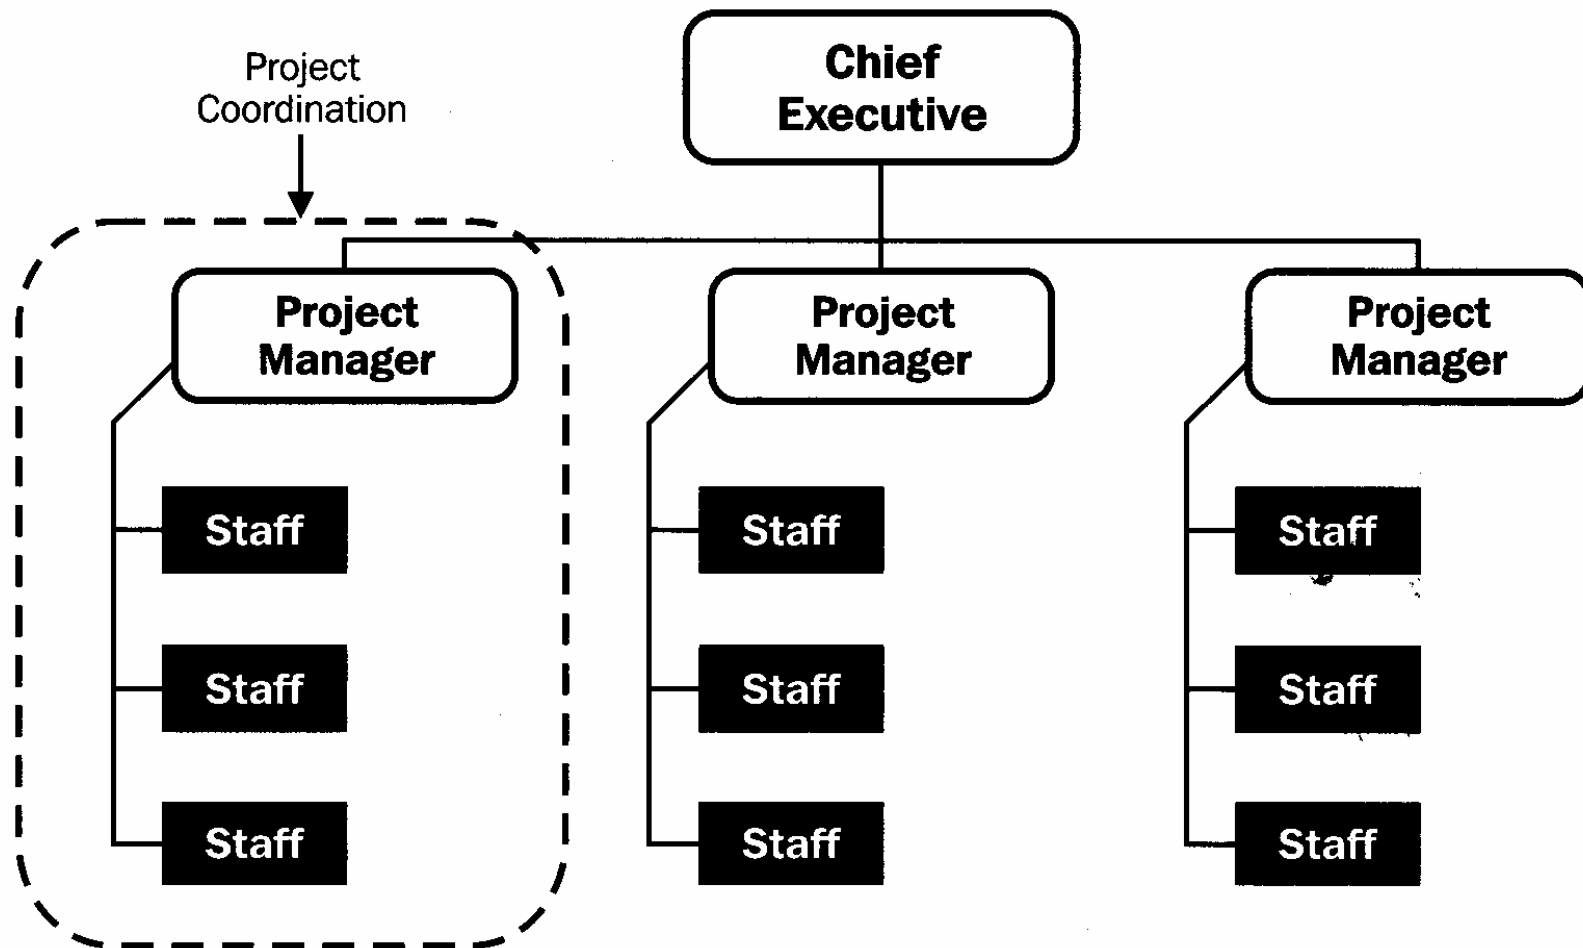 Project
Coordination
Chief
Executive
Project
Manager
Project
Manager
Project
Manager
Staff
Staff
Staff
Staff
Staff
Staff
Staff
Staff
Staff